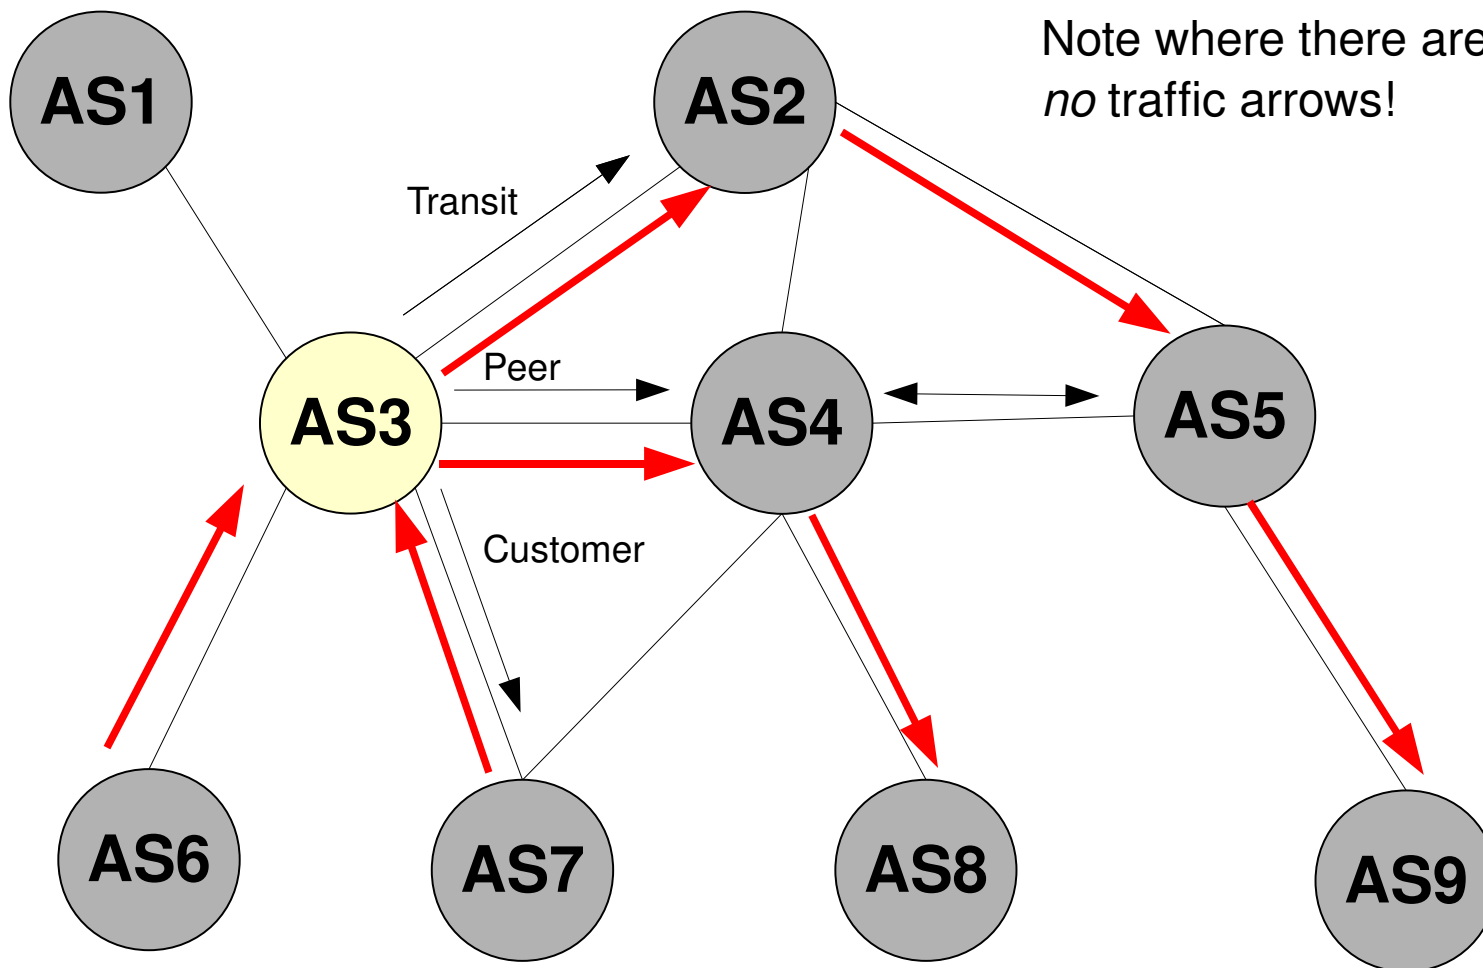 AS1
AS2
Note where there are
no traffic arrows!
Transit
Peer
AS3
AS4
AS5
Customer
AS6
AS7
AS8
AS9